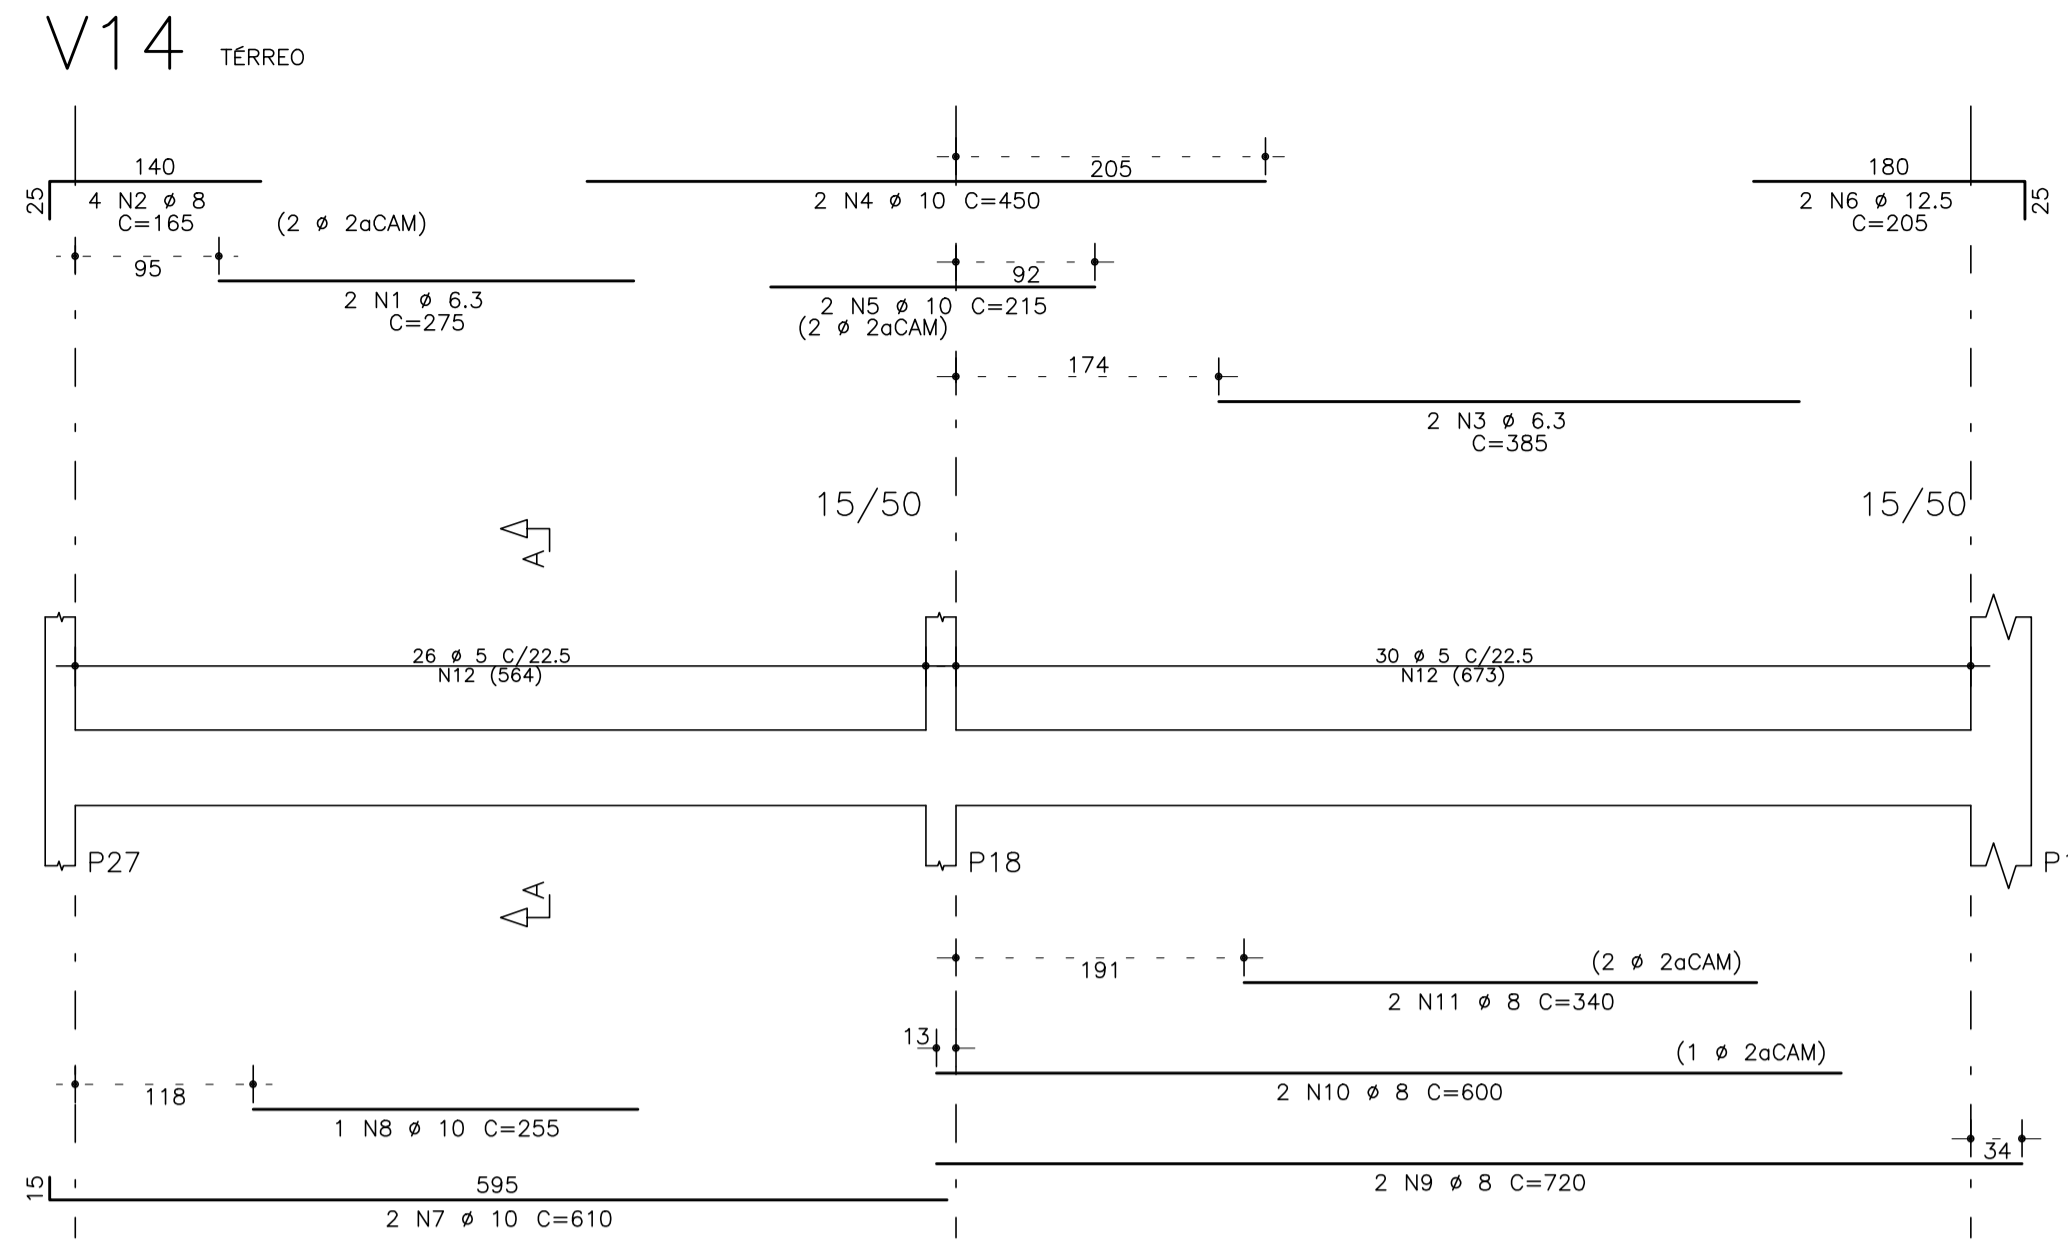 V14 TÉRREO
140
205
180
25
4 N2 ø 8
C=165
(2 ø 2aCAM)
2 N4 ø 10 C=450
2 N6 ø 12.5
C=205
25
95
92
2 N1 ø 6.3
C=275
2 N5 ø 10 C=215
(2 ø 2aCAM)
174
2 N3 ø 6.3
C=385
15/50
15/50
A
26 ø 5 C/22.5
N12 (564)
30 ø 5 C/22.5
N12 (673)
P27
P18
A
191
(2 ø 2aCAM)
2 N11 ø 8 C=340
13
(1 ø 2aCAM)
2 N10 ø 8 C=600
118
1 N8 ø 10 C=255
34
2 N9 ø 8 C=720
15
595
2 N7 ø 10 C=610